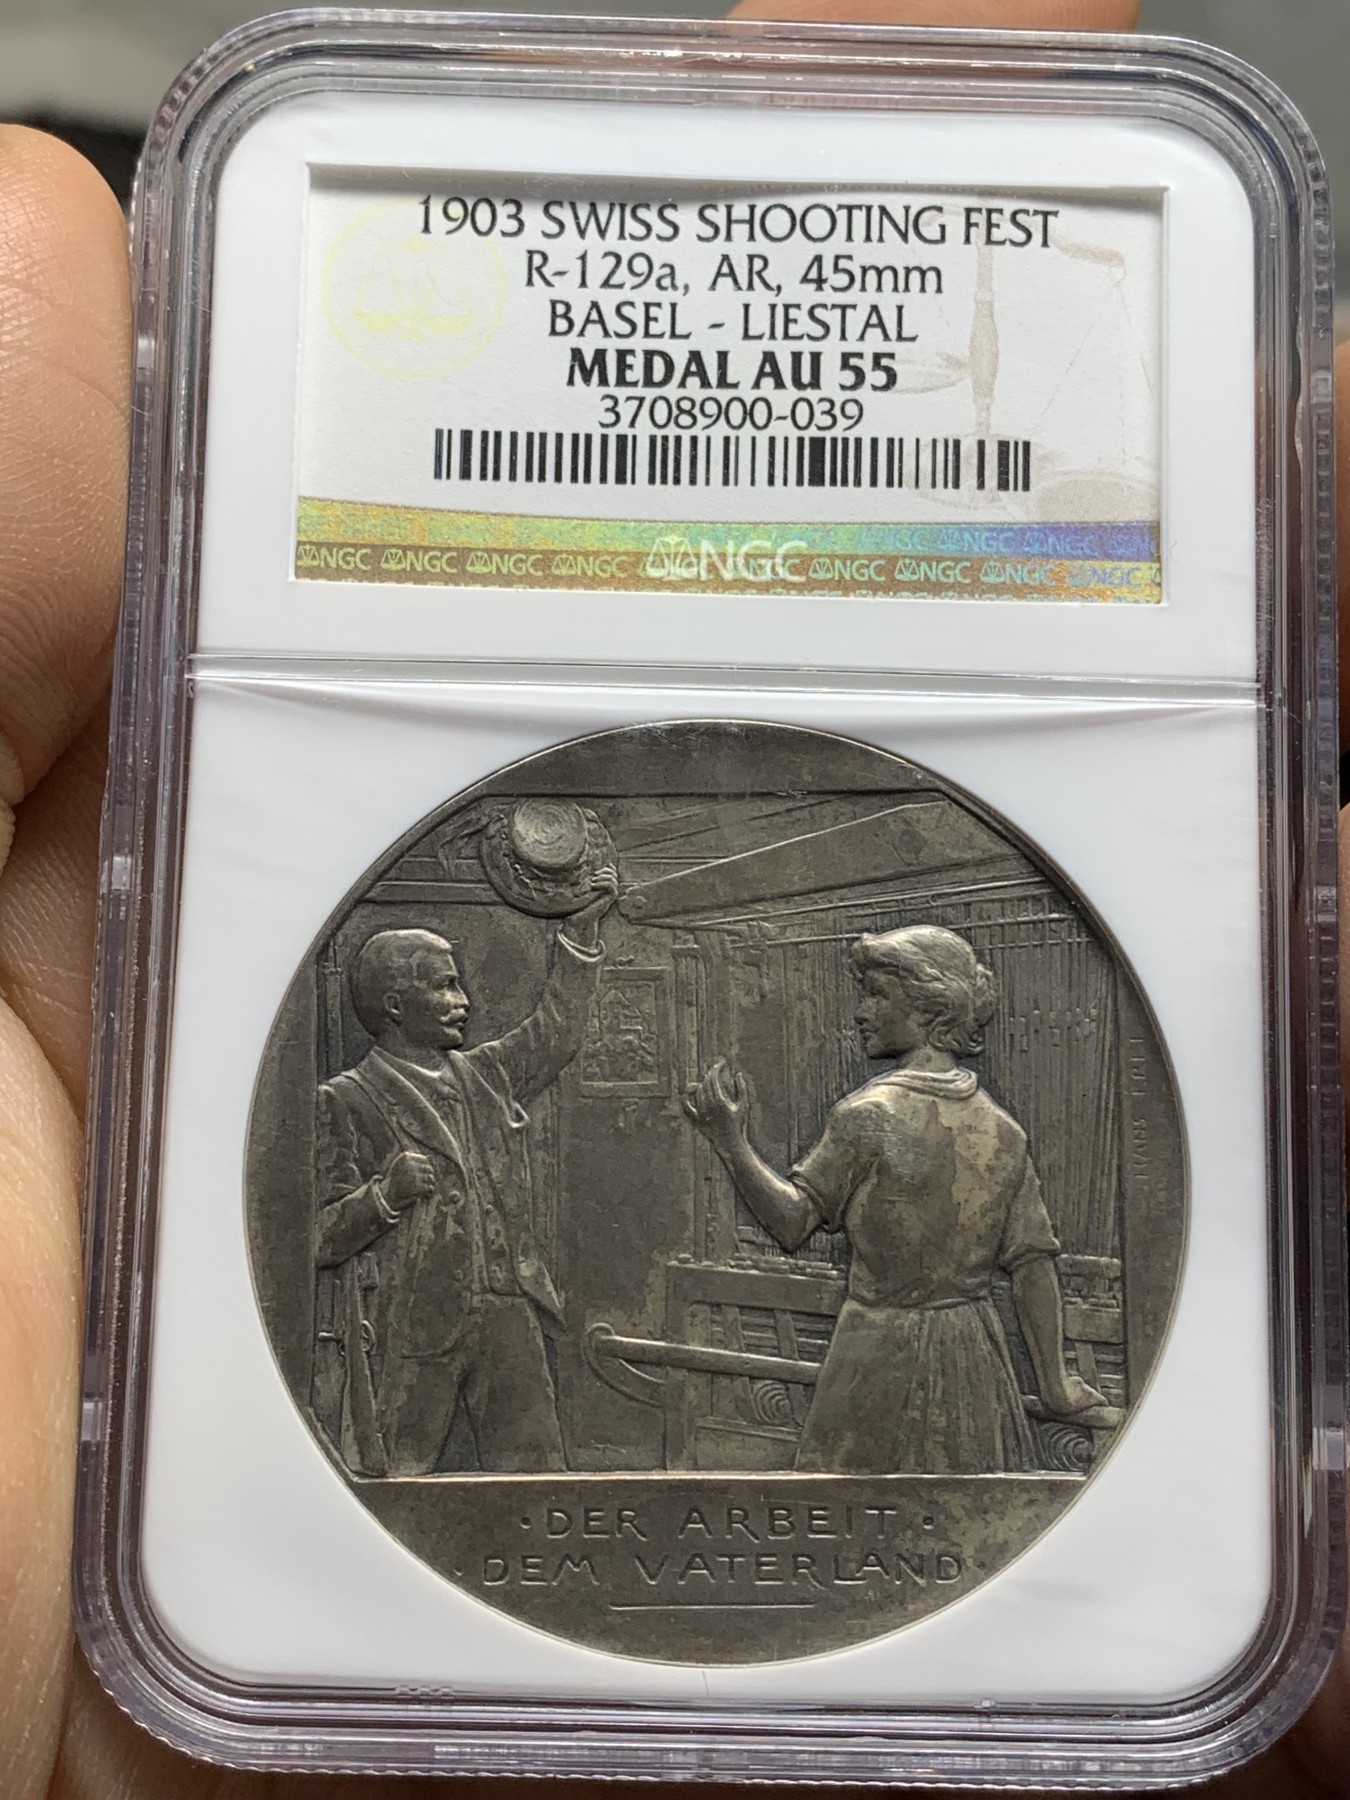 1903 SWISS SHOOTING FEST
R-129a, AR, 45mm
BASEL - LIESTAL
MEDAL AU 55
3708900-039
NGC NGC NGC NGC NGC NGC NGC NGC NGC NGC
HANS FREI
· DER ARBEIT ·
· DEM VATERLAND ·